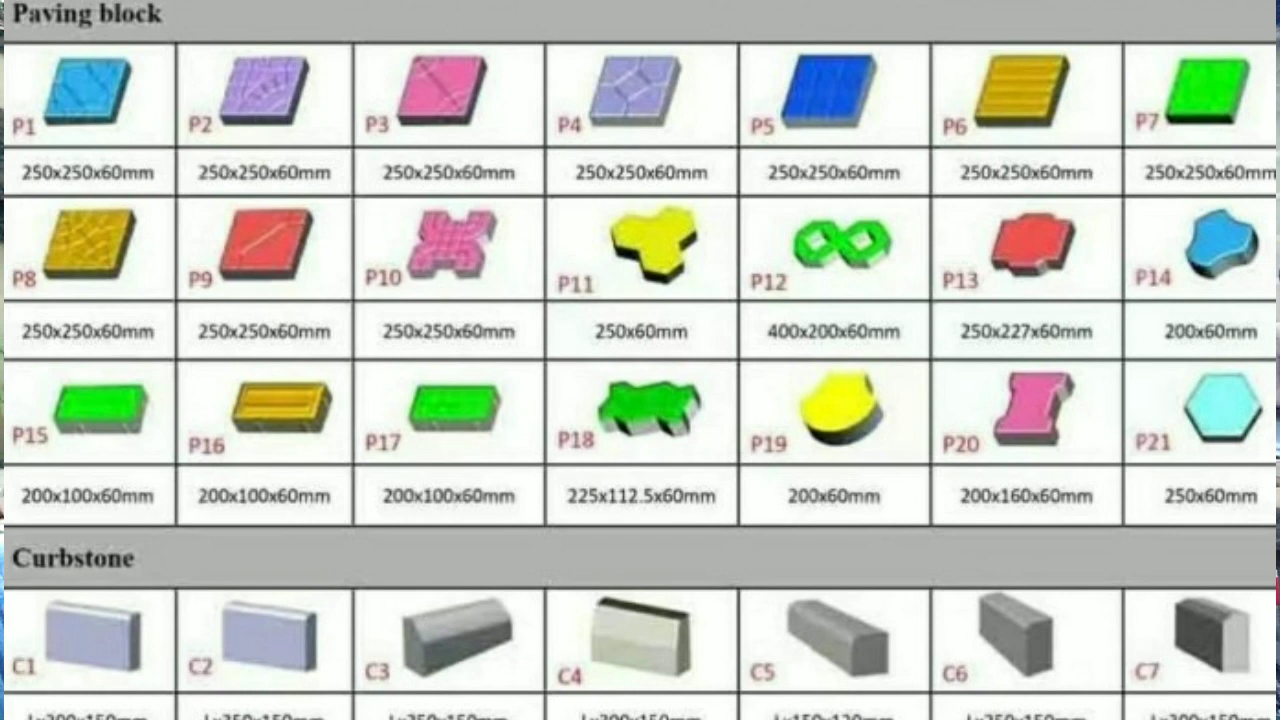 Paving block
P1 P2 P3 P4 P5 P6 P7
250x250x60mm 250x250x60mm 250x250x60mm 250x250x60mm 250x250x60mm 250x250x60mm 250x250x60mm
P8 P9 P10 P11 P12 P13 P14
250x250x60mm 250x250x60mm 250x250x60mm 250x60mm 400x200x60mm 250x227x60mm 200x60mm
P15 P16 P17 P18 P19 P20 P21
200x100x60mm 200x100x60mm 200x100x60mm 225x112.5x60mm 200x60mm 200x160x60mm 250x60mm
Curbstone
C1 C2 C3 C4 C5 C6 C7